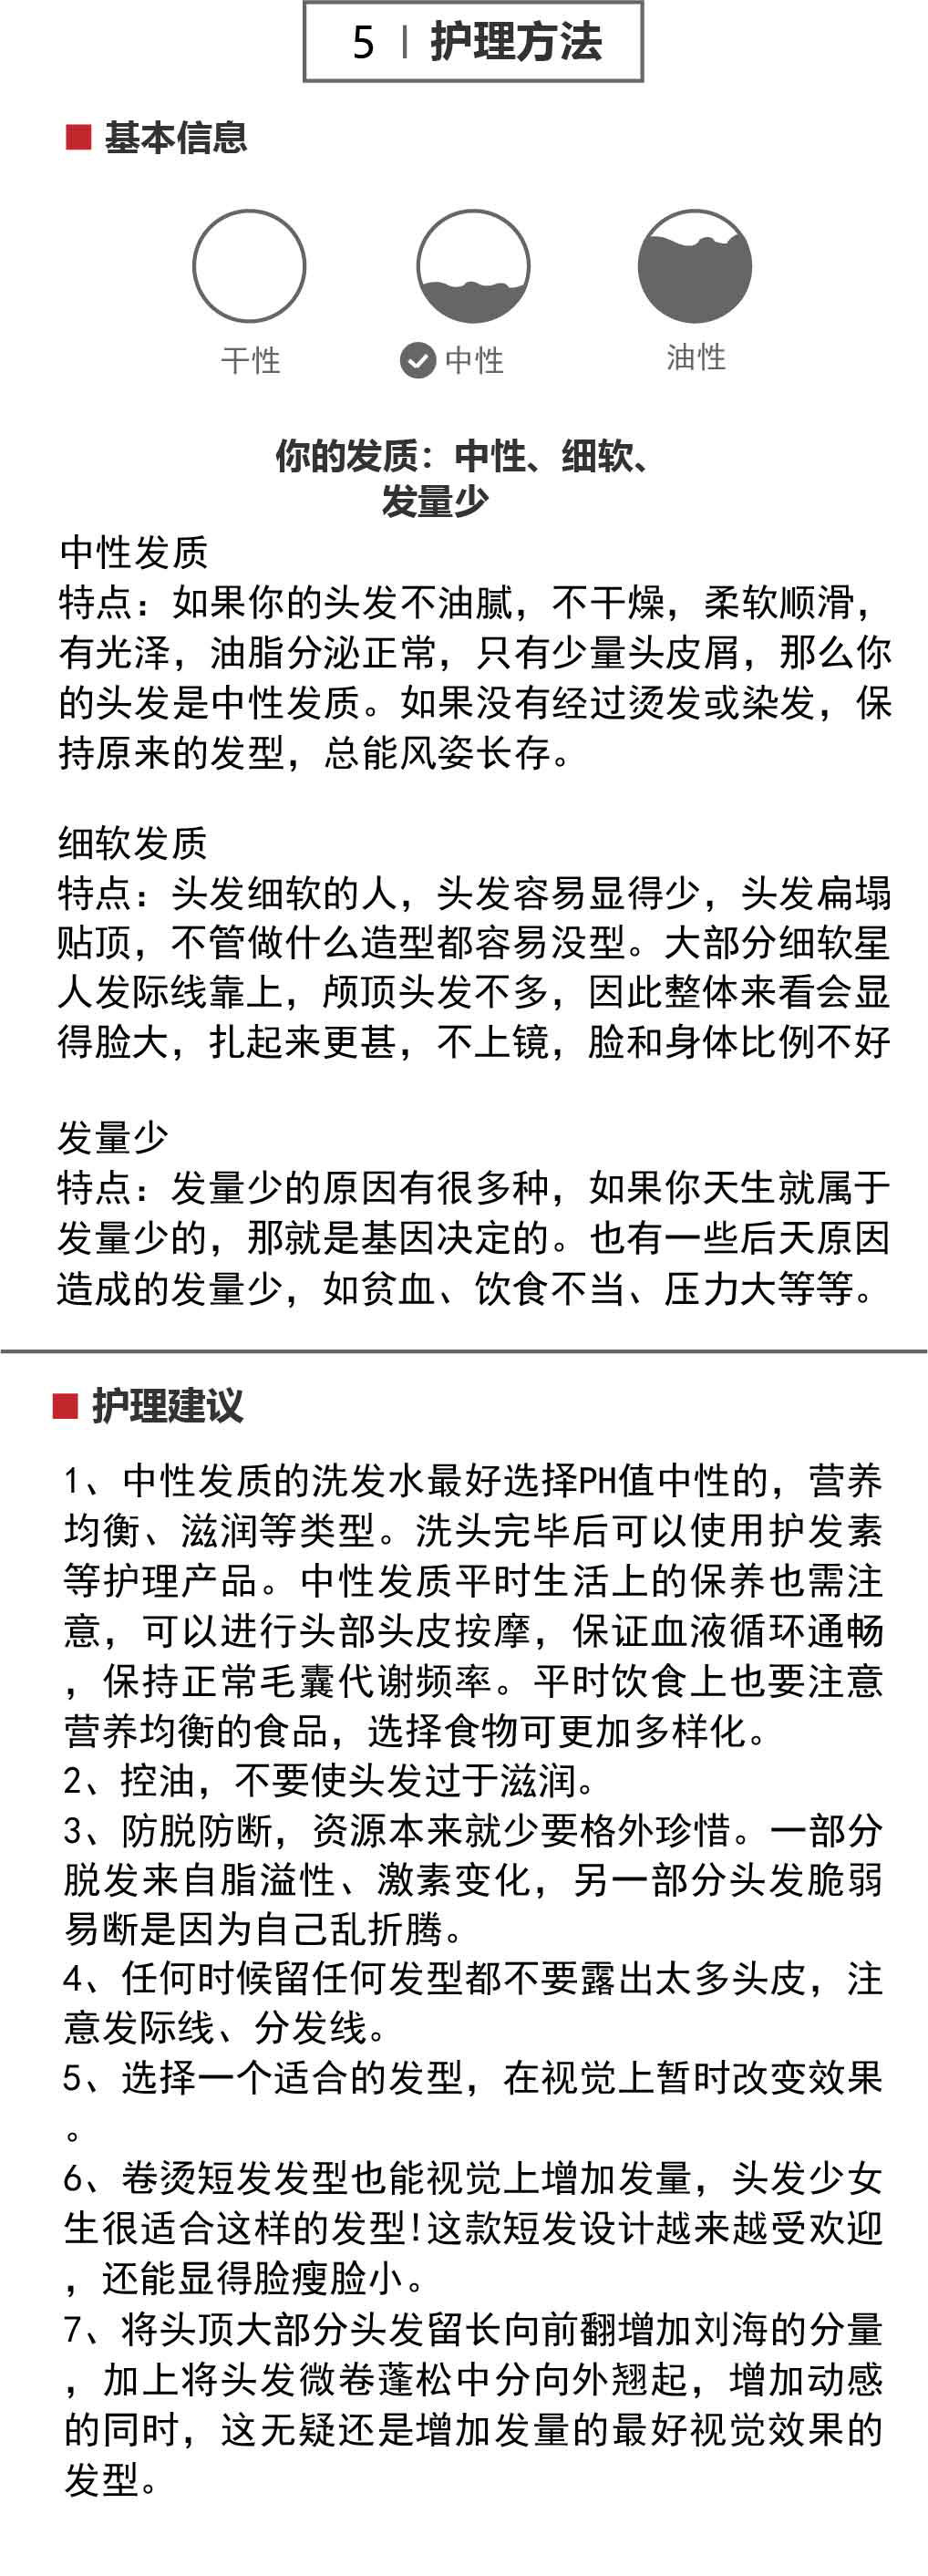 5 | 护理方法
基本信息
干性 中性 油性
你的发质：中性、细软、
发量少
中性发质
特点：如果你的头发不油腻，不干燥，柔软顺滑，
有光泽，油脂分泌正常，只有少量头皮屑，那么你
的头发是中性发质。如果没有经过烫发或染发，保
持原来的发型，总能风姿长存。
细软发质
特点：头发细软的人，头发容易显得少，头发扁塌
贴顶，不管做什么造型都容易没型。大部分细软星
人发际线靠上，颅顶头发不多，因此整体来看会显
得脸大，扎起来更甚，不上镜，脸和身体比例不好
发量少
特点：发量少的原因有很多种，如果你天生就属于
发量少的，那就是基因决定的。也有一些后天原因
造成的发量少，如贫血、饮食不当、压力大等等。
护理建议
1、中性发质的洗发水最好选择PH值中性的，营养
均衡、滋润等类型。洗头完毕后可以使用护发素
等护理产品。中性发质平时生活上的保养也需注
意，可以进行头部头皮按摩，保证血液循环通畅
，保持正常毛囊代谢频率。平时饮食上也要注意
营养均衡的食品，选择食物可更加多样化。
2、控油，不要使头发过于滋润。
3、防脱防断，资源本来就少要格外珍惜。一部分
脱发来自脂溢性、激素变化，另一部分头发脆弱
易断是因为自己乱折腾。
4、任何时候留任何发型都不要露出太多头皮，注
意发际线、分发线。
5、选择一个适合的发型，在视觉上暂时改变效果
。
6、卷烫短发发型也能视觉上增加发量，头发少女
生很适合这样的发型!这款短发设计越来越受欢迎
，还能显得脸瘦脸小。
7、将头顶大部分头发留长向前翻增加刘海的分量
，加上将头发微卷蓬松中分向外翘起，增加动感
的同时，这无疑还是增加发量的最好视觉效果的
发型。